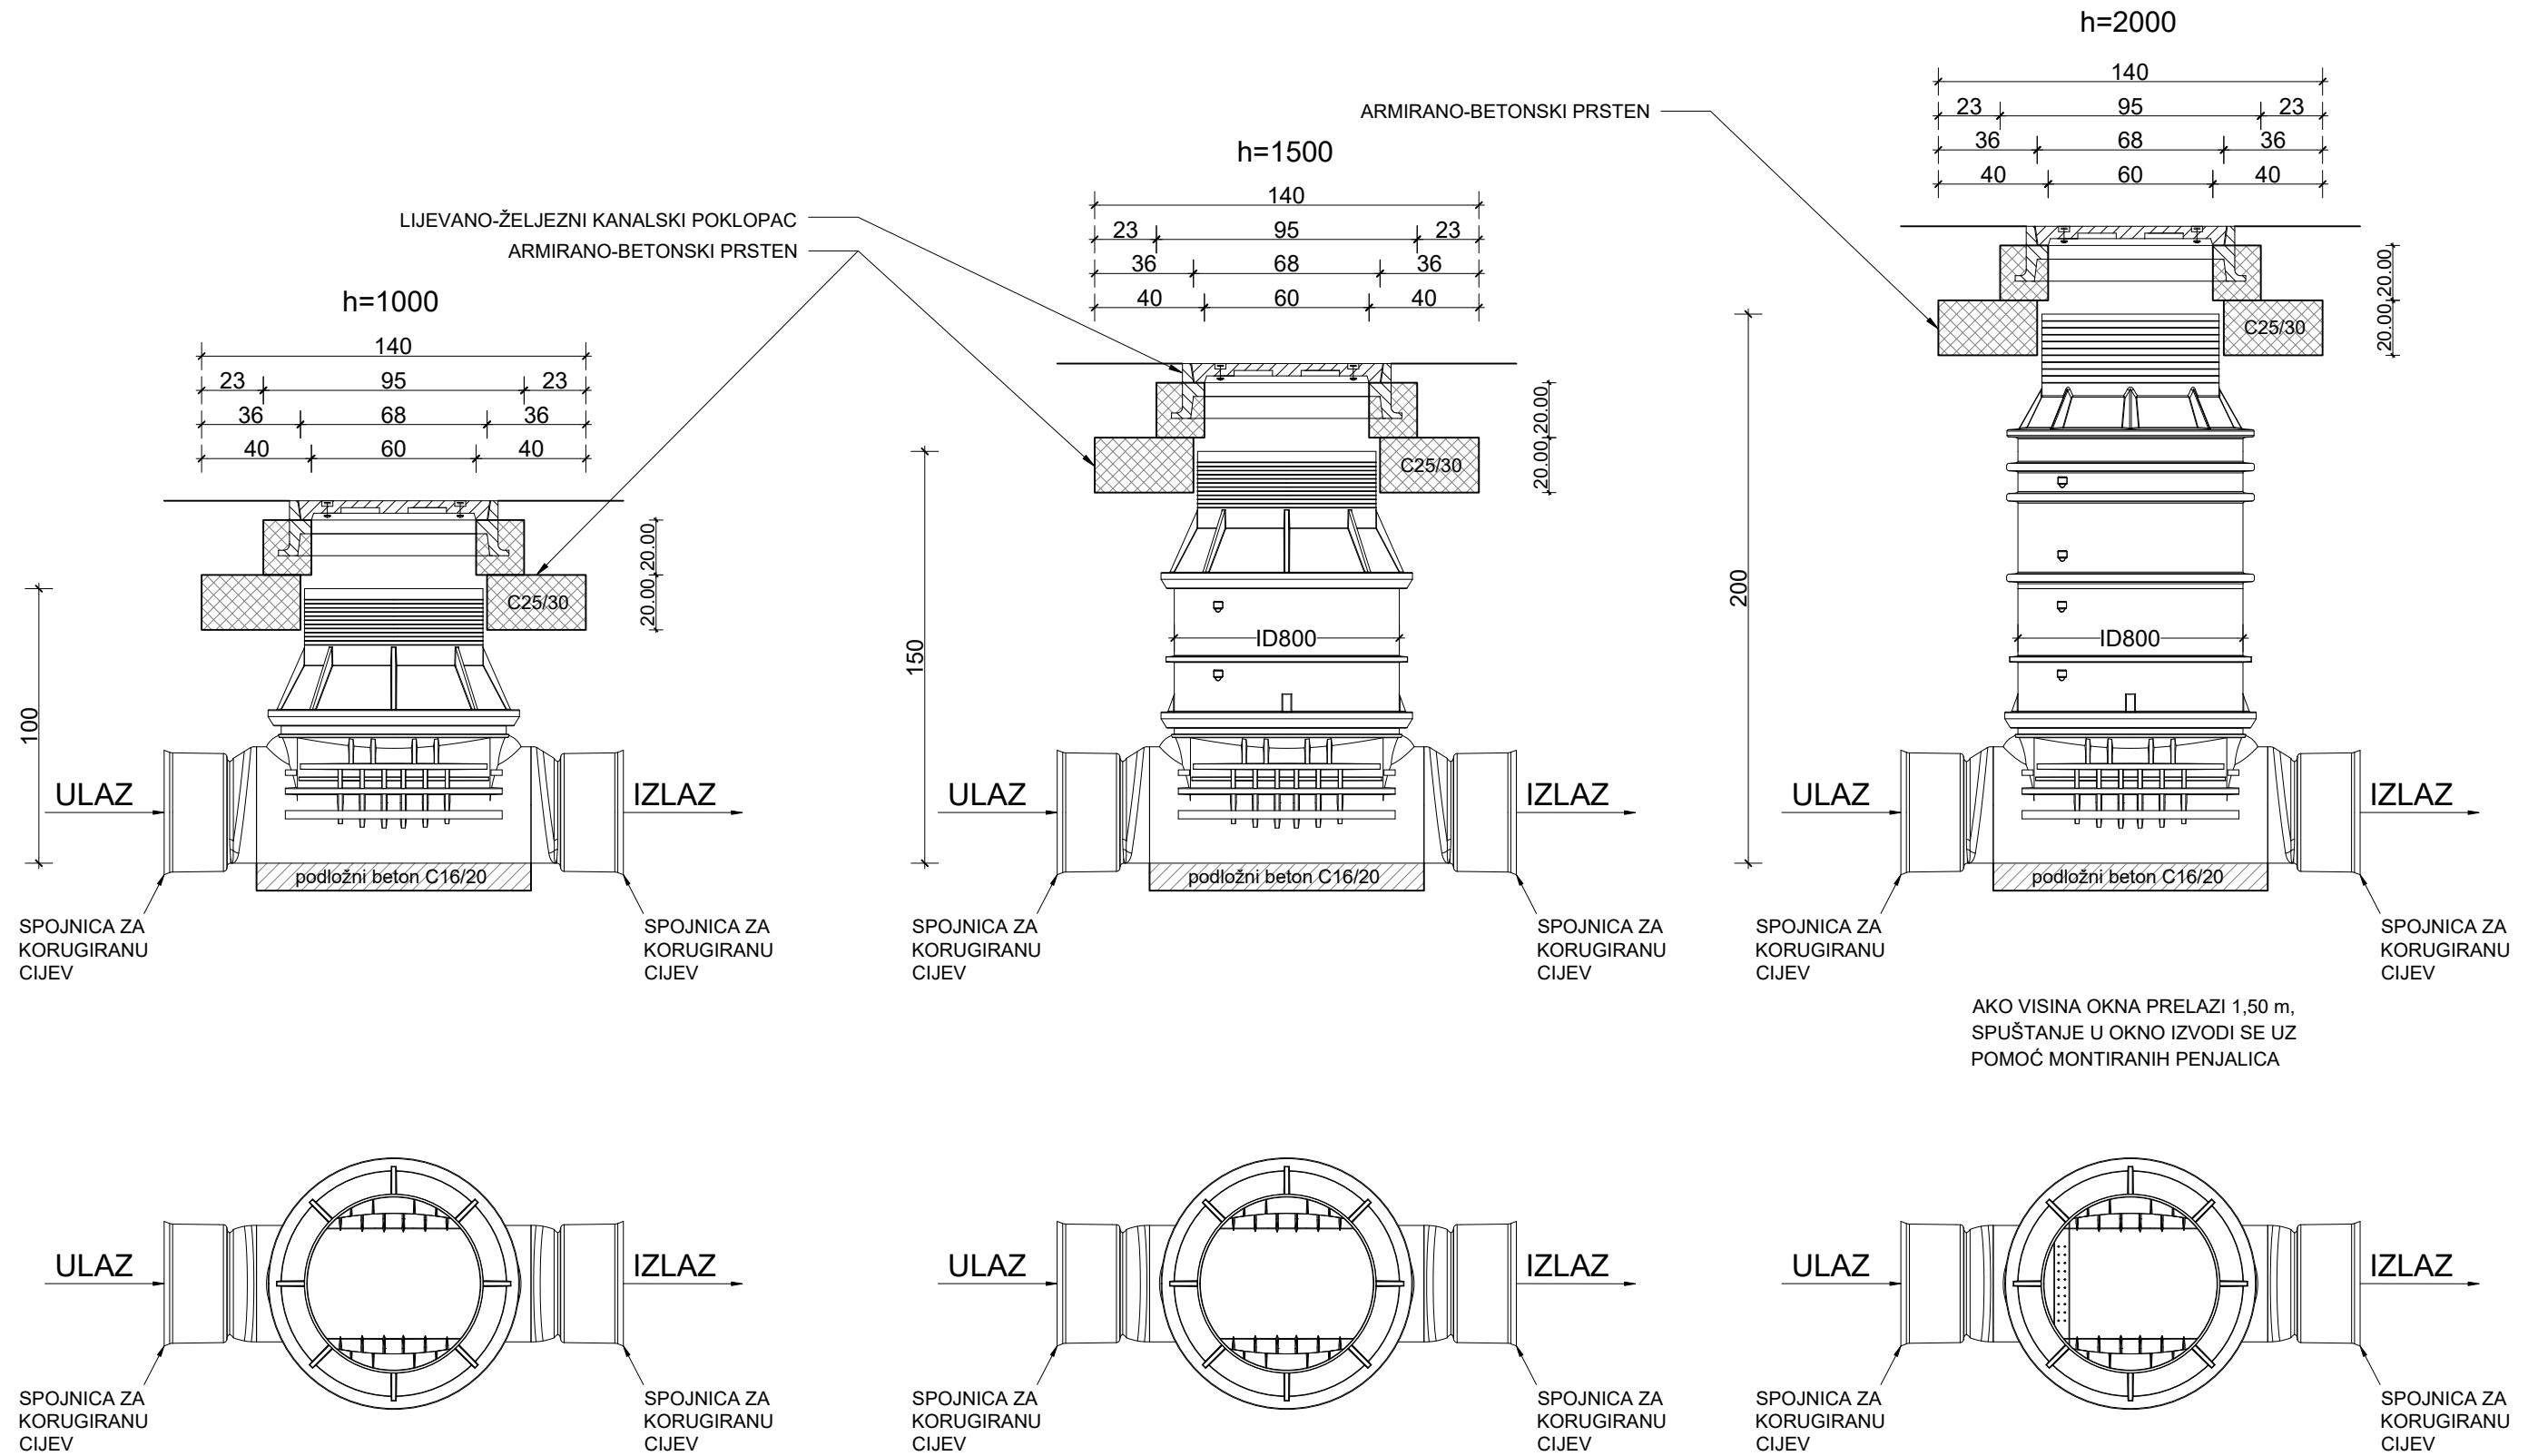 h=2000
140
23 95 23
36 68 36
40 60 40
ARMIRANO-BETONSKI PRSTEN
h=1500
140
23 95 23
36 68 36
40 60 40
LIJEVANO-ŽELJEZNI KANALSKI POKLOPAC
ARMIRANO-BETONSKI PRSTEN
h=1000
140
23 95 23
36 68 36
40 60 40
20.00 20.00
C25/30
100
ULAZ
IZLAZ
podložni beton C16/20
SPOJNICA ZA
KORUGIRANU
CIJEV
SPOJNICA ZA
KORUGIRANU
CIJEV
20.00 20.00
C25/30
150
ID800
ULAZ
IZLAZ
podložni beton C16/20
SPOJNICA ZA
KORUGIRANU
CIJEV
SPOJNICA ZA
KORUGIRANU
CIJEV
20.00 20.00
C25/30
200
ID800
ULAZ
IZLAZ
podložni beton C16/20
SPOJNICA ZA
KORUGIRANU
CIJEV
SPOJNICA ZA
KORUGIRANU
CIJEV
AKO VISINA OKNA PRELAZI 1,50 m,
SPUŠTANJE U OKNO IZVODI SE UZ
POMOĆ MONTIRANIH PENJALICA
ULAZ
IZLAZ
SPOJNICA ZA
KORUGIRANU
CIJEV
SPOJNICA ZA
KORUGIRANU
CIJEV
ULAZ
IZLAZ
SPOJNICA ZA
KORUGIRANU
CIJEV
SPOJNICA ZA
KORUGIRANU
CIJEV
ULAZ
IZLAZ
SPOJNICA ZA
KORUGIRANU
CIJEV
SPOJNICA ZA
KORUGIRANU
CIJEV